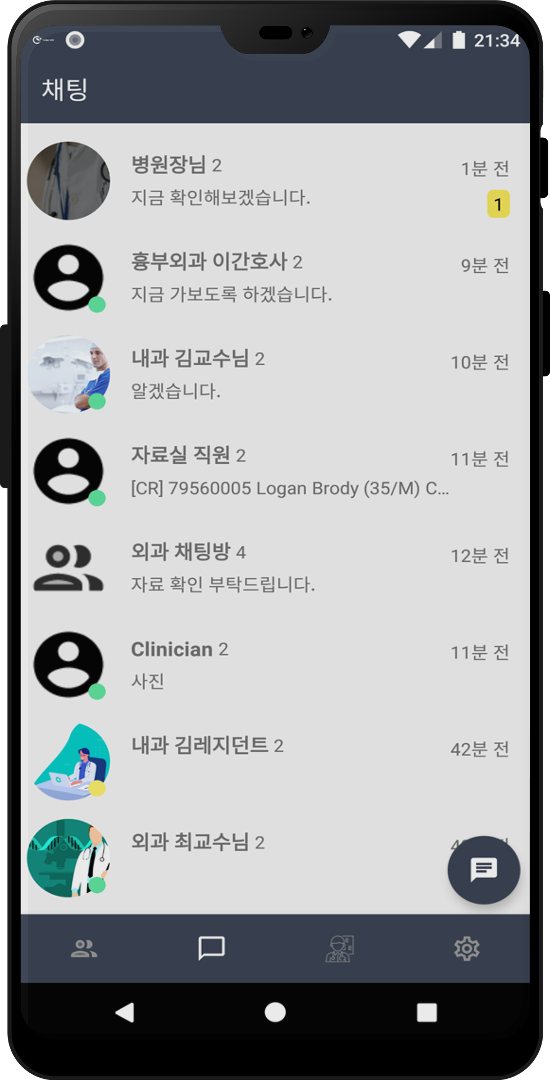 21:34
채팅
병원장님 2
1분 전
지금 확인해보겠습니다.
1
흉부외과 이간호사 2
9분 전
지금 가보도록 하겠습니다.
내과 김교수님 2
10분 전
알겠습니다.
자료실 직원 2
11분 전
[CR] 79560005 Logan Brody (35/M) C...
외과 채팅방 4
12분 전
자료 확인 부탁드립니다.
Clinician 2
11분 전
사진
내과 김레지던트 2
42분 전
외과 최교수님 2